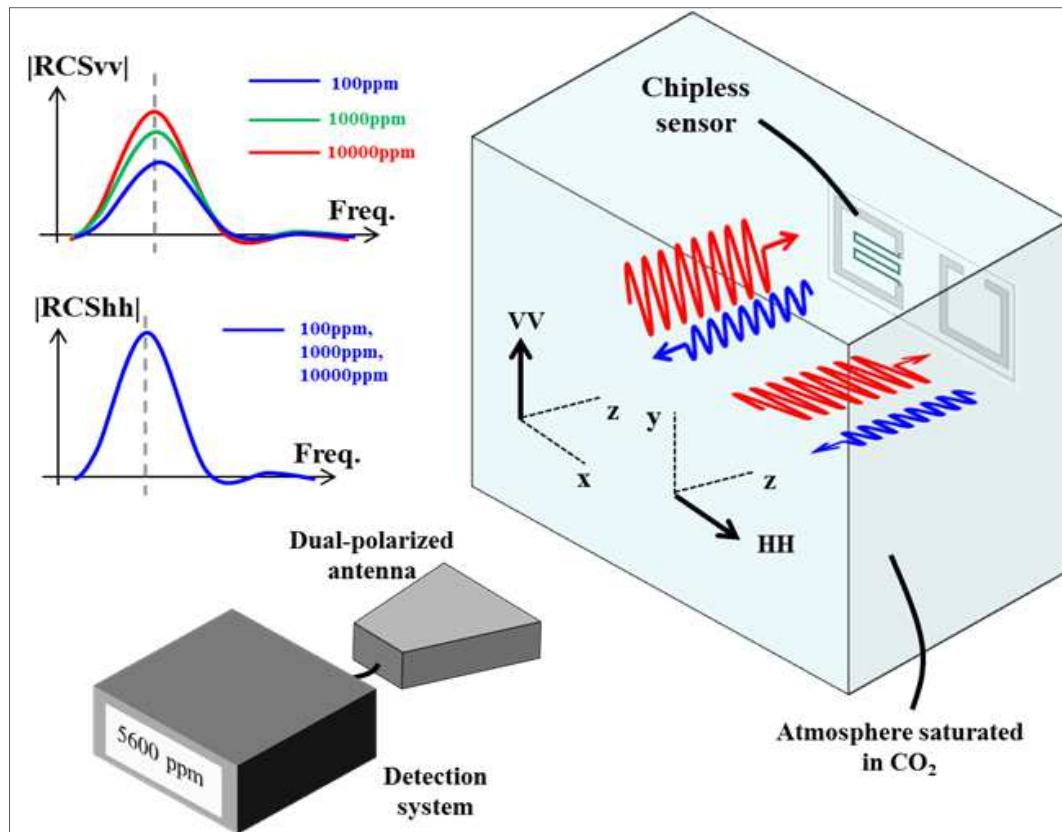 |RCSvv|
100ppm
1000ppm
10000ppm
Freq.
|RCShh|
100ppm,
1000ppm,
10000ppm
Freq.
Chipless
sensor
VV
z
x
y
z
HH
Dual-polarized
antenna
5600 ppm
Detection
system
Atmosphere saturated
in CO₂